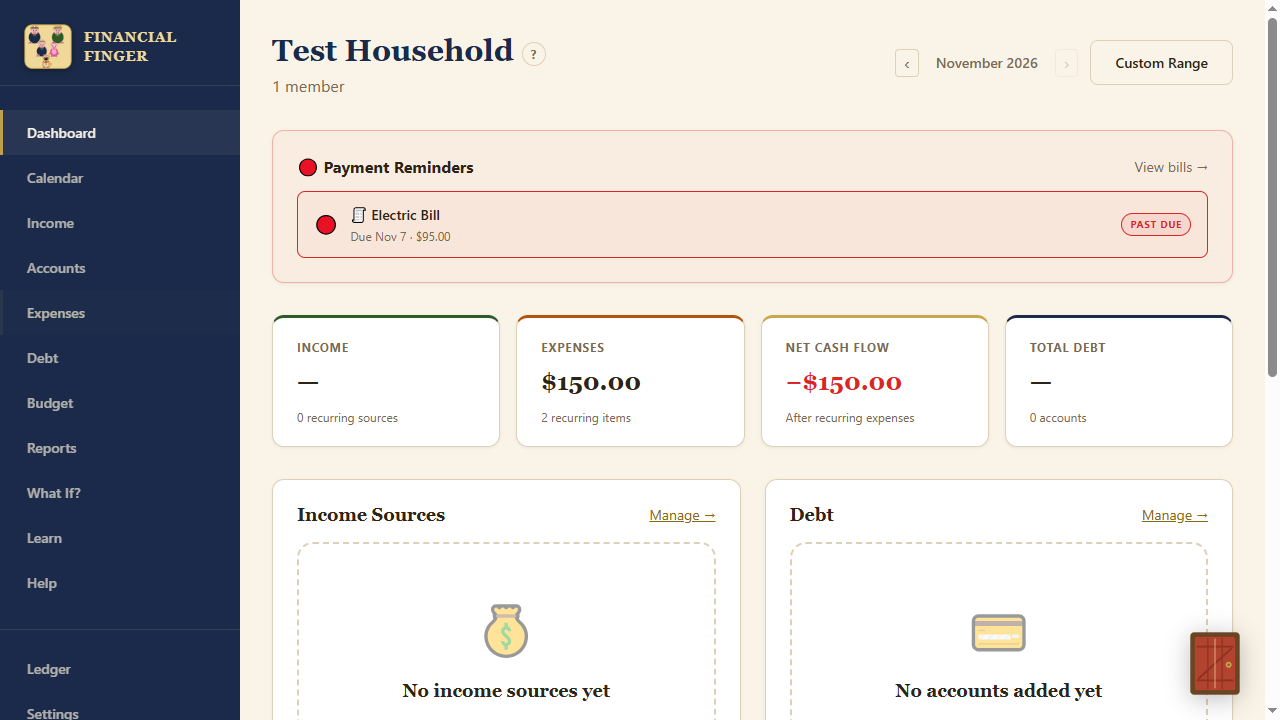 FINANCIAL
FINGER
Dashboard
Calendar
Income
Accounts
Expenses
Debt
Budget
Reports
What If?
Learn
Help
Ledger
Settings
Test Household ?
1 member
‹ November 2026 ›
Custom Range
Payment Reminders
View bills →
Electric Bill
Due Nov 7 · $95.00
PAST DUE
INCOME
—
0 recurring sources
EXPENSES
$150.00
2 recurring items
NET CASH FLOW
−$150.00
After recurring expenses
TOTAL DEBT
—
0 accounts
Income Sources
Manage →
$
No income sources yet
Debt
Manage →
No accounts added yet